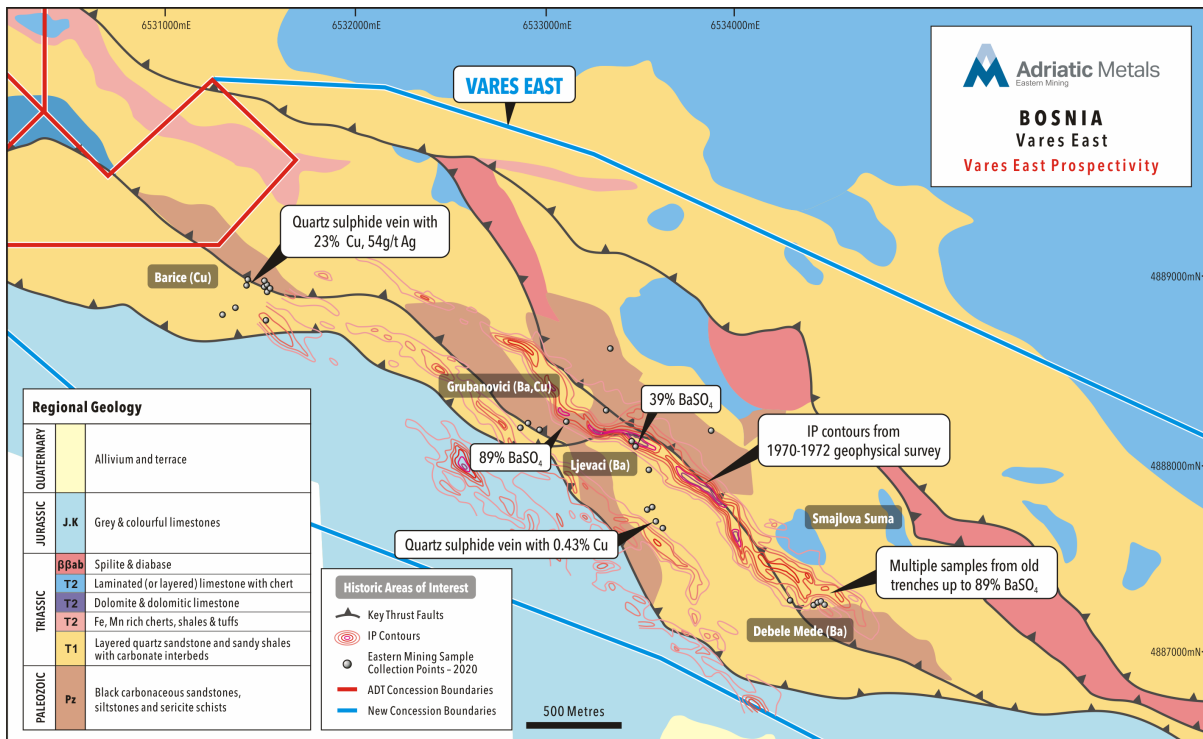 6531000mE
6532000mE
6533000mE
6534000mE
VARES EAST
Adriatic Metals
Eastern Mining
BOSNIA
Vares East
Vares East Prospectivity
Quartz sulphide vein with
23% Cu, 54g/t Ag
Barice (Cu)
4889000mN
Grubanovici (Ba,Cu)
39% BaSO₄
IP contours from
1970-1972 geophysical survey
89% BaSO₄
Ljevaci (Ba)
4888000mN
Smajlova Suma
Quartz sulphide vein with 0.43% Cu
Multiple samples from old
trenches up to 89% BaSO₄
Debele Mede (Ba)
4887000mN
Regional Geology
QUATERNARY
Allivium and terrace
JURASSIC
J.K Grey & colourful limestones
TRIASSIC
ββab Spilite & diabase
T2 Laminated (or layered) limestone with chert
T2 Dolomite & dolomitic limestone
T2 Fe, Mn rich cherts, shales & tuffs
T1 Layered quartz sandstone and sandy shales
with carbonate interbeds
PALEOZOIC
Pz Black carbonaceous sandstones,
siltstones and sericite schists
Historic Areas of Interest
Key Thrust Faults
IP Contours
Eastern Mining Sample
Collection Points – 2020
ADT Concession Boundaries
New Concession Boundaries
500 Metres